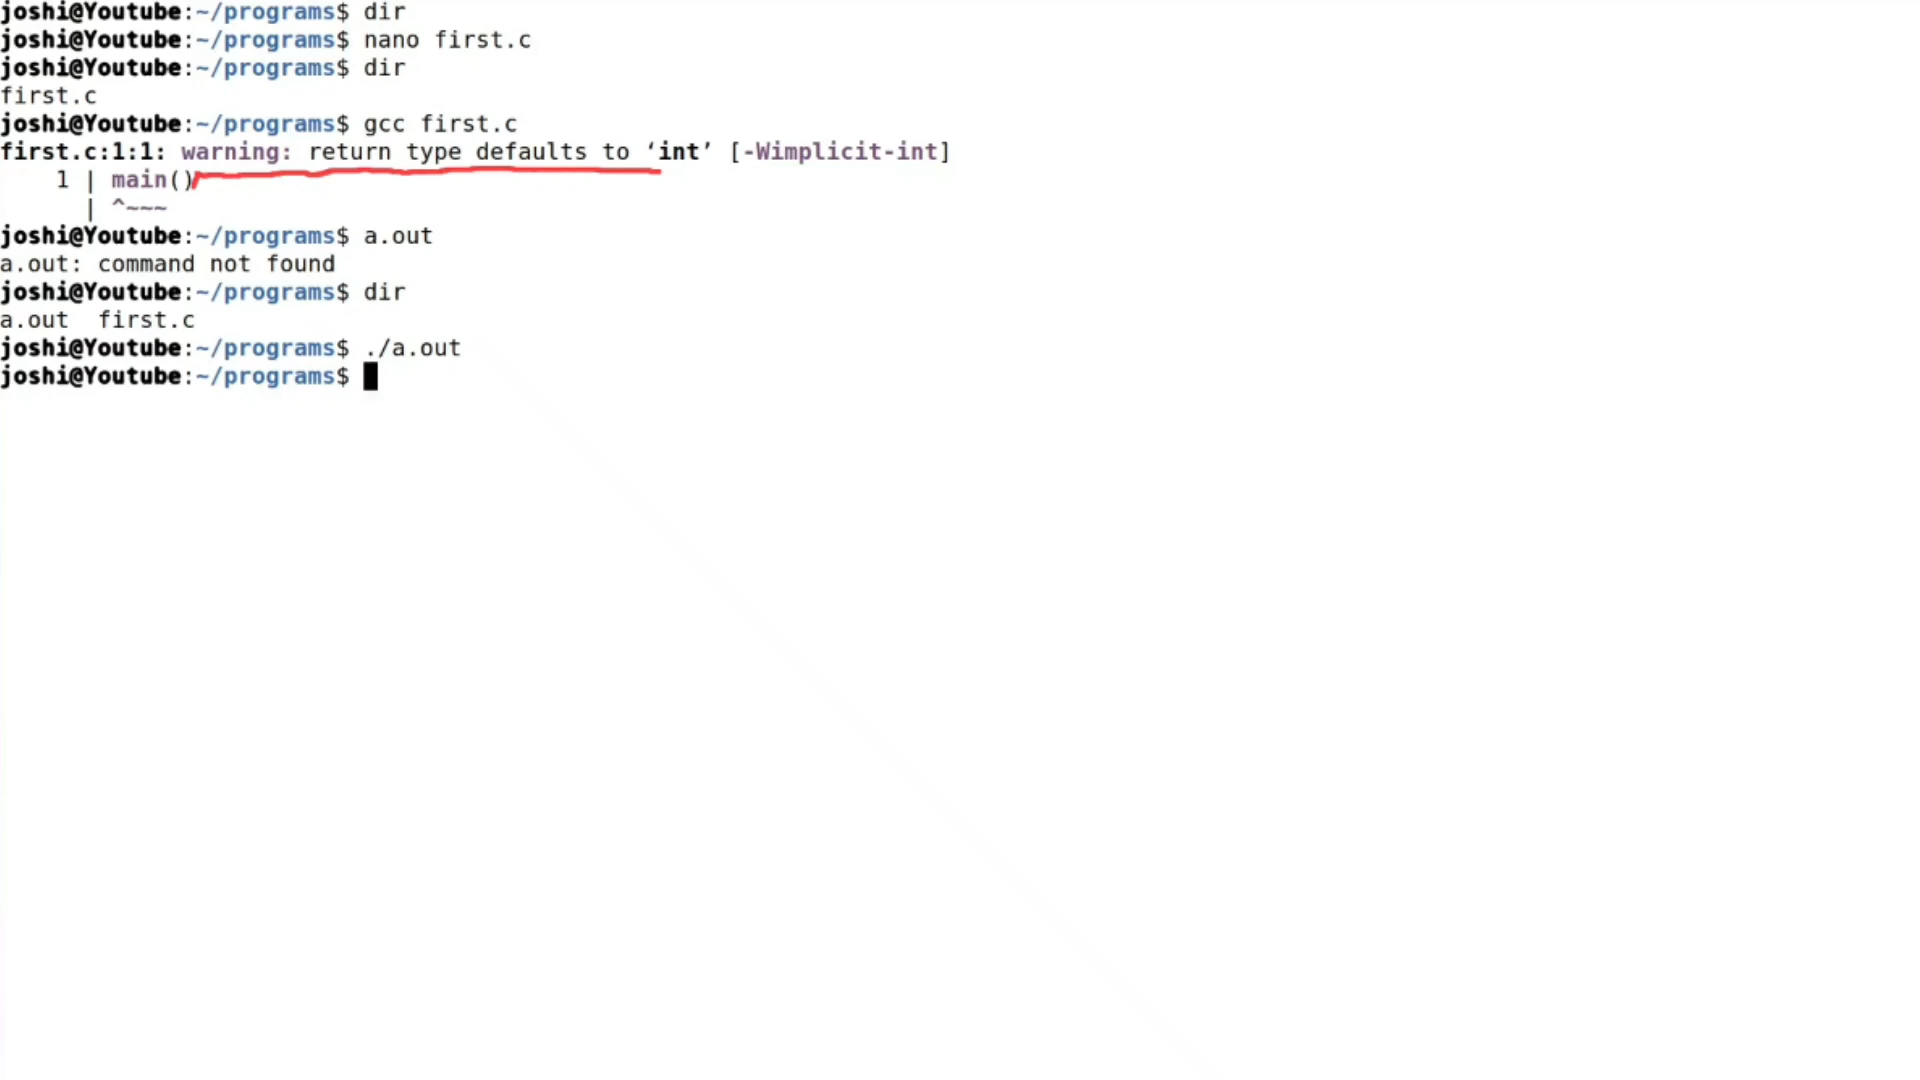 joshi@Youtube:~/programs$ dir
joshi@Youtube:~/programs$ nano first.c
joshi@Youtube:~/programs$ dir
first.c
joshi@Youtube:~/programs$ gcc first.c
first.c:1:1: warning: return type defaults to ‘int’ [-Wimplicit-int]
    1 | main()
      | ^~~~
joshi@Youtube:~/programs$ a.out
a.out: command not found
joshi@Youtube:~/programs$ dir
a.out  first.c
joshi@Youtube:~/programs$ ./a.out
joshi@Youtube:~/programs$